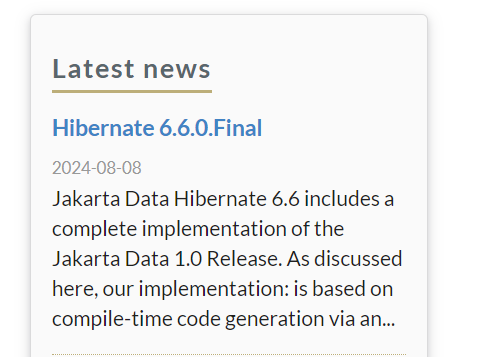 Latest news
Hibernate 6.6.0.Final
2024-08-08
Jakarta Data Hibernate 6.6 includes a
complete implementation of the
Jakarta Data 1.0 Release. As discussed
here, our implementation: is based on
compile-time code generation via an...